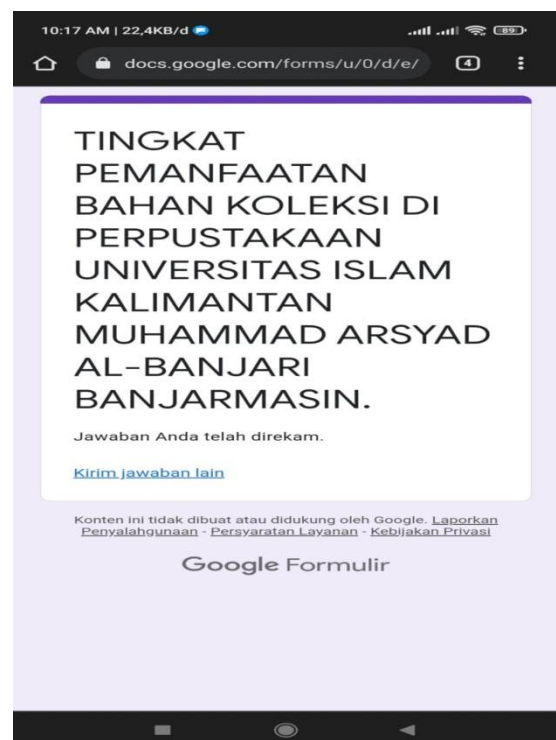 10:17 AM | 22,4KB/d
89
docs.google.com/forms/u/0/d/e/
4
TINGKAT
PEMANFAATAN
BAHAN KOLEKSI DI
PERPUSTAKAAN
UNIVERSITAS ISLAM
KALIMANTAN
MUHAMMAD ARSYAD
AL-BANJARI
BANJARMASIN.
Jawaban Anda telah direkam.
Kirim jawaban lain
Konten ini tidak dibuat atau didukung oleh Google. Laporkan
Penyalahgunaan - Persyaratan Layanan - Kebijakan Privasi
Google Formulir